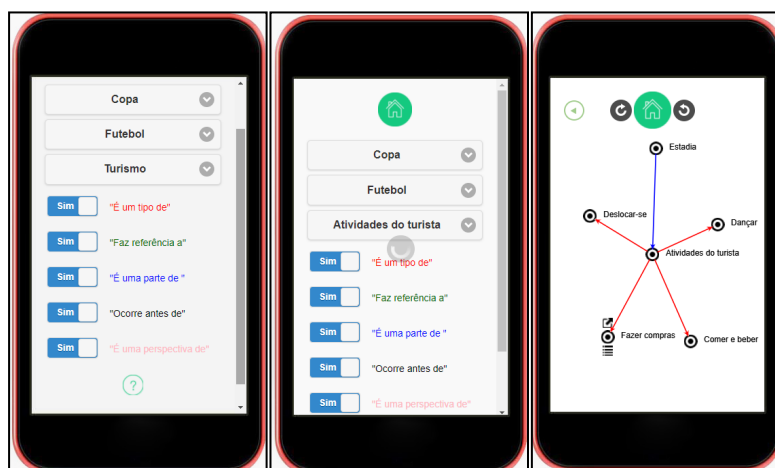 Copa
Futebol
Turismo
Sim "É um tipo de"
Sim "Faz referência a"
Sim "É uma parte de "
Sim "Ocorre antes de"
Sim "É uma perspectiva de"
?
Copa
Futebol
Atividades do turista
Sim "É um tipo de"
Sim "Faz referência a"
Sim "É uma parte de "
Sim "Ocorre antes de"
Sim "É uma perspectiva de"
Estadia
Deslocar-se
Dançar
Atividades do turista
Fazer compras
Comer e beber